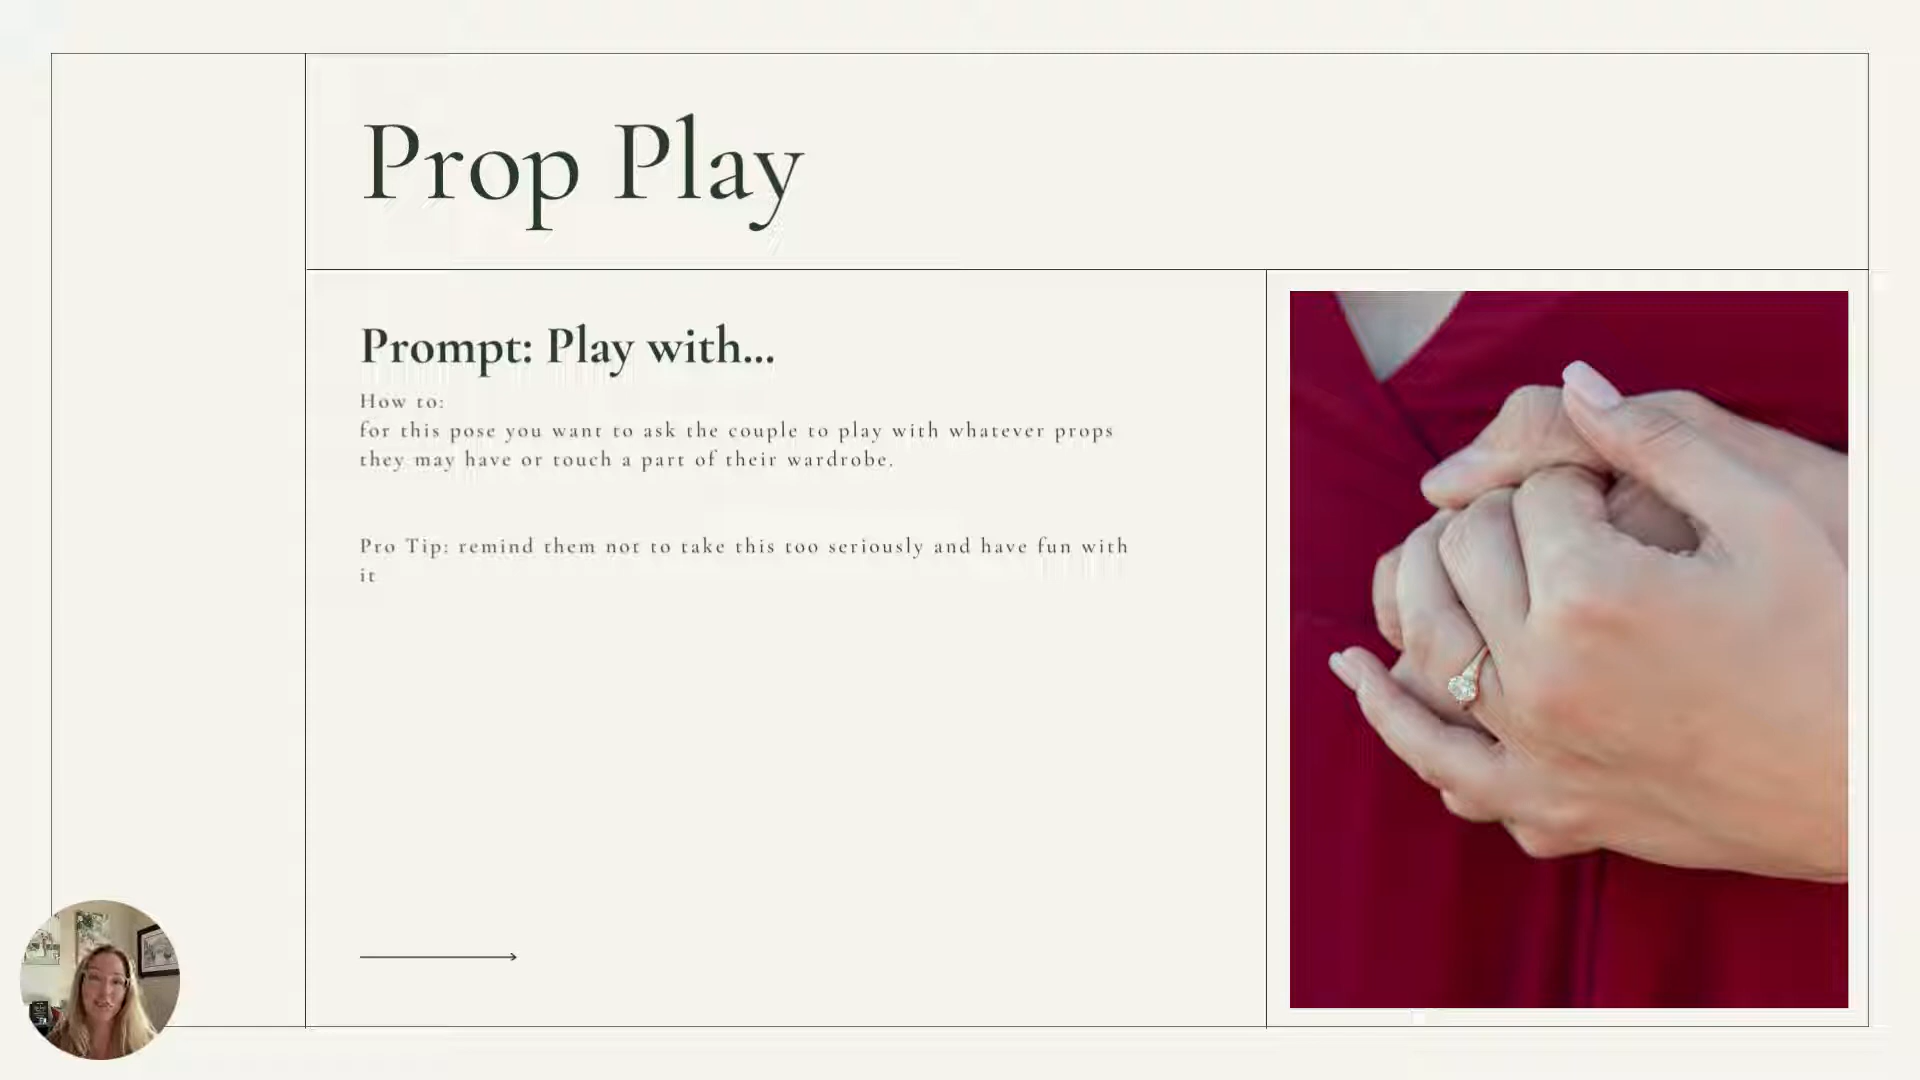 Prop Play
Prompt: Play with...
How to:
for this pose you want to ask the couple to play with whatever props
they may have or touch a part of their wardrobe.
Pro Tip: remind them not to take this too seriously and have fun with
it